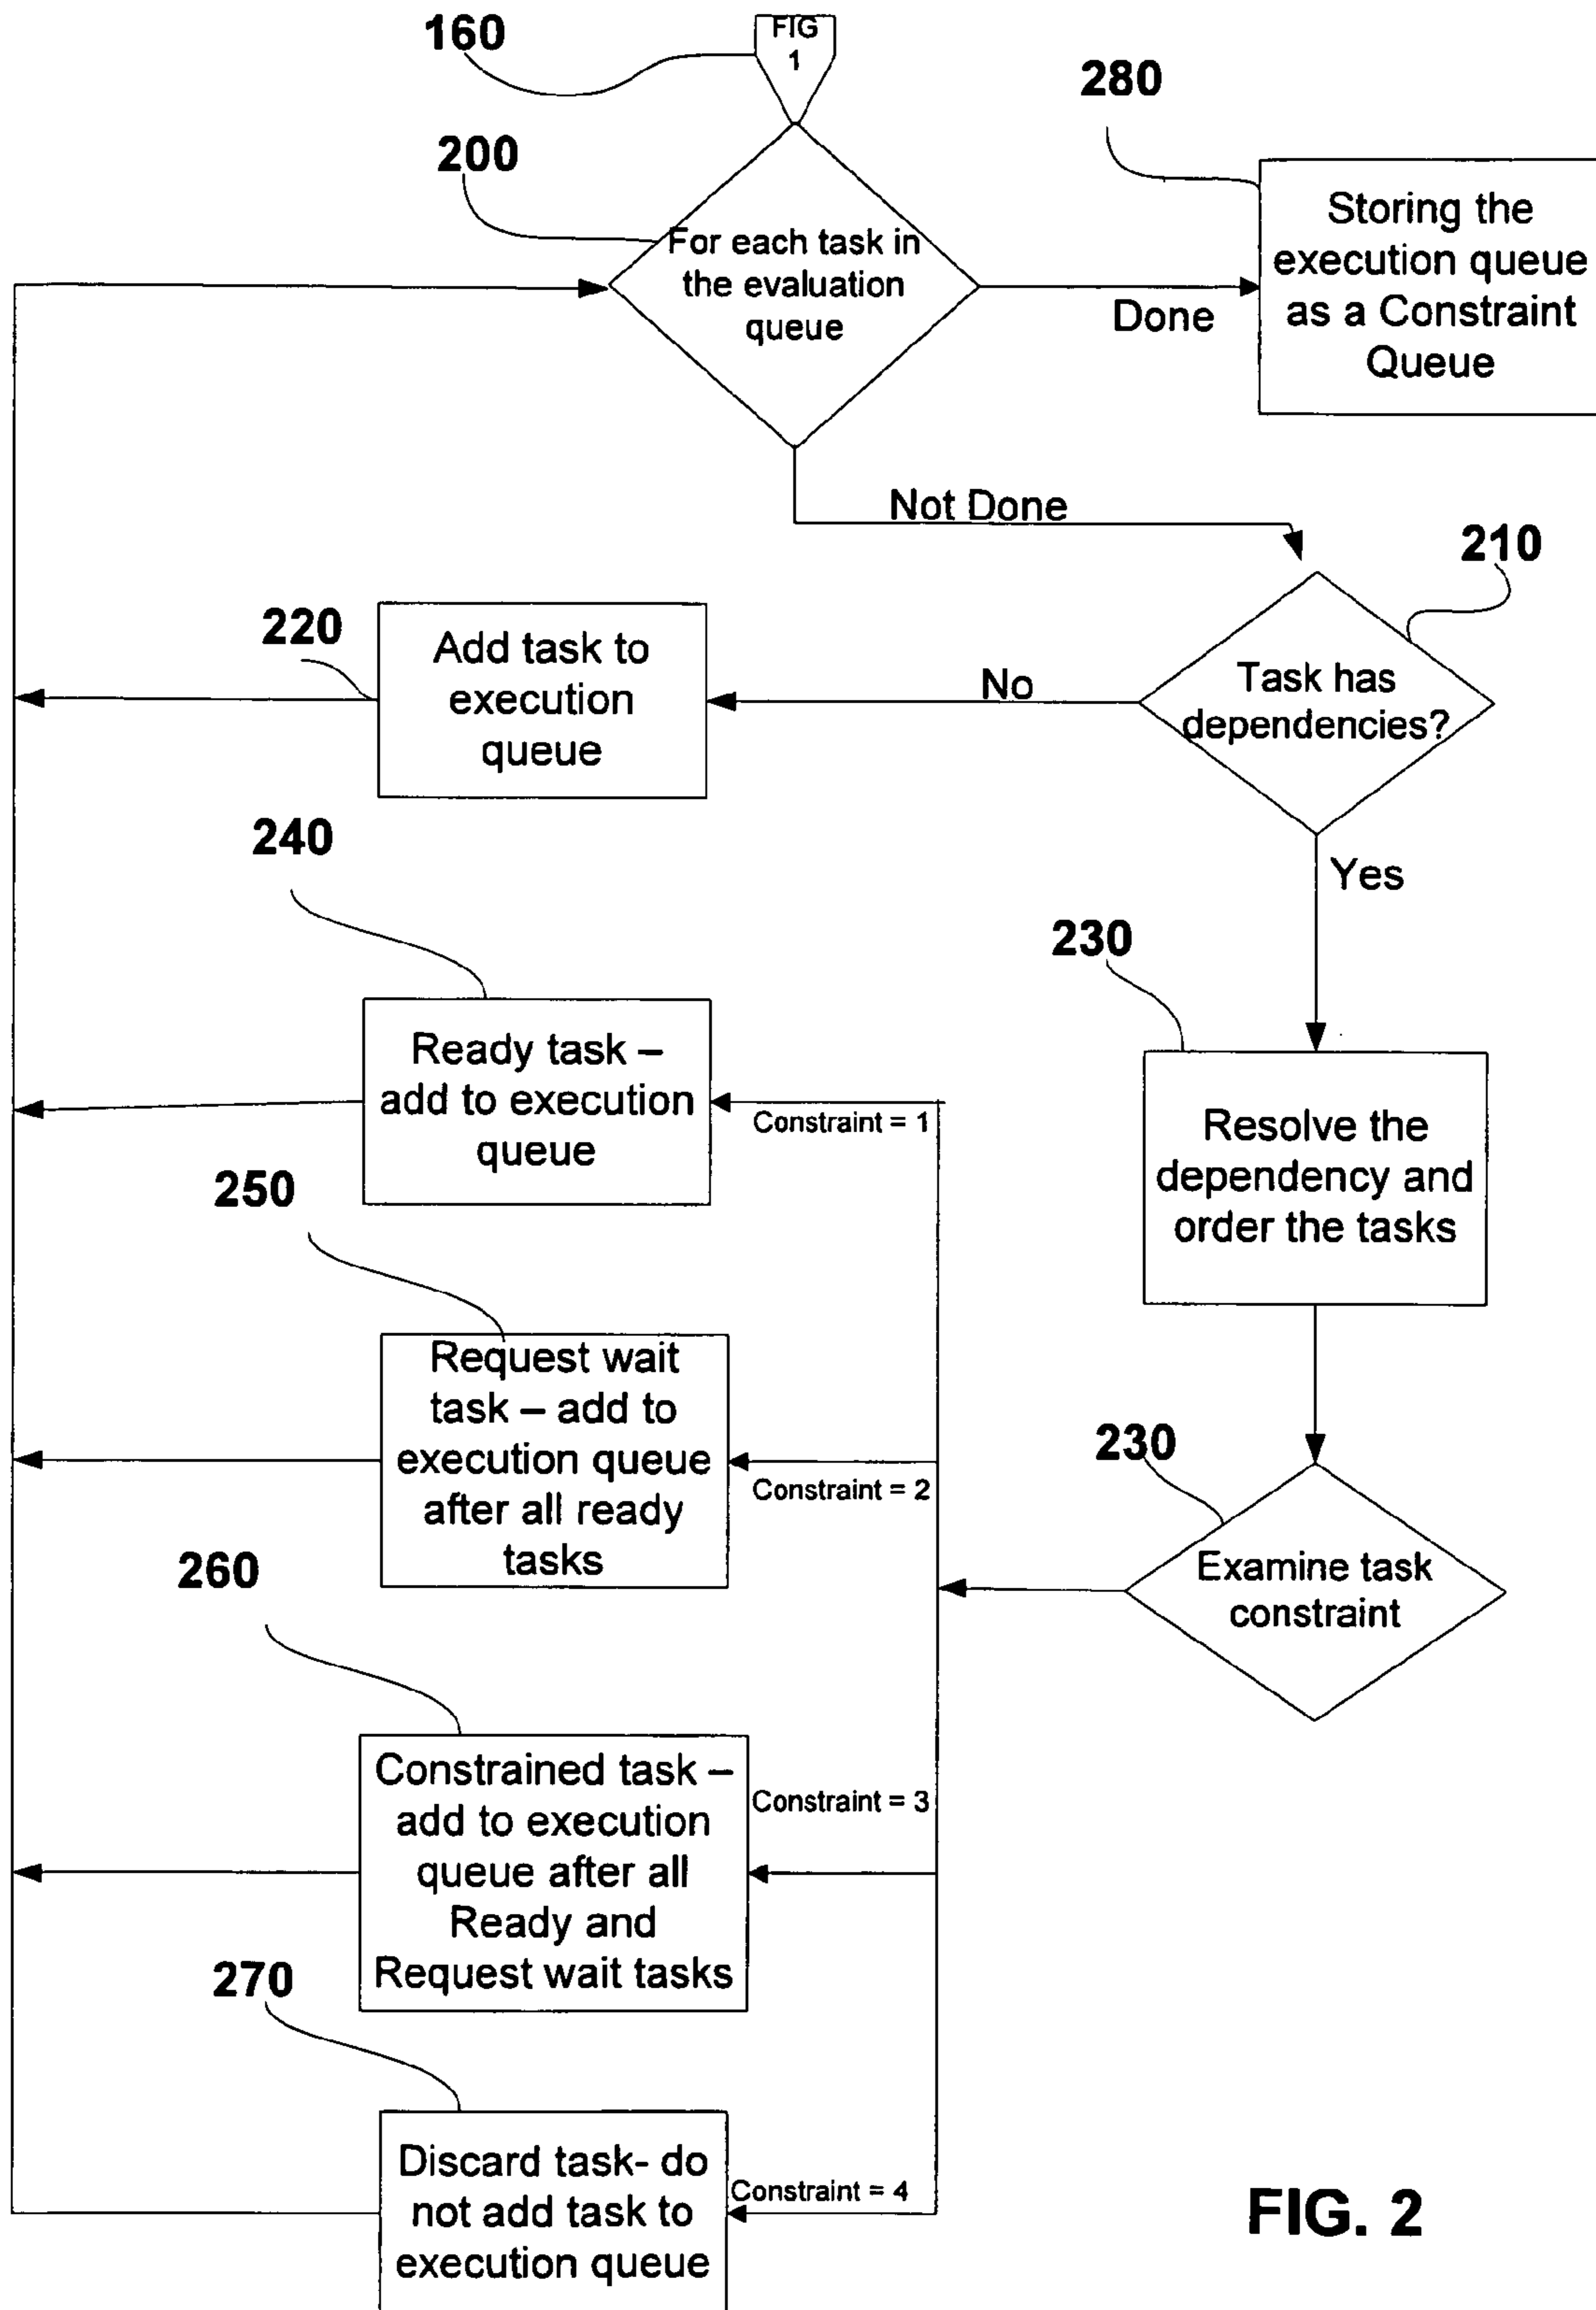 160
FIG
1
280
200
For each task in
the evaluation
queue
Storing the
execution queue
as a Constraint
Queue
Done
Not Done
210
220
Add task to
execution
queue
No
Task has
dependencies?
240
Yes
230
Ready task –
add to execution
queue
Constraint = 1
Resolve the
dependency and
order the tasks
250
Request wait
task – add to
execution queue
after all ready
tasks
Constraint = 2
230
Examine task
constraint
260
Constrained task –
add to execution
queue after all
Ready and
Request wait tasks
Constraint = 3
270
Discard task- do
not add task to
execution queue
Constraint = 4
FIG. 2